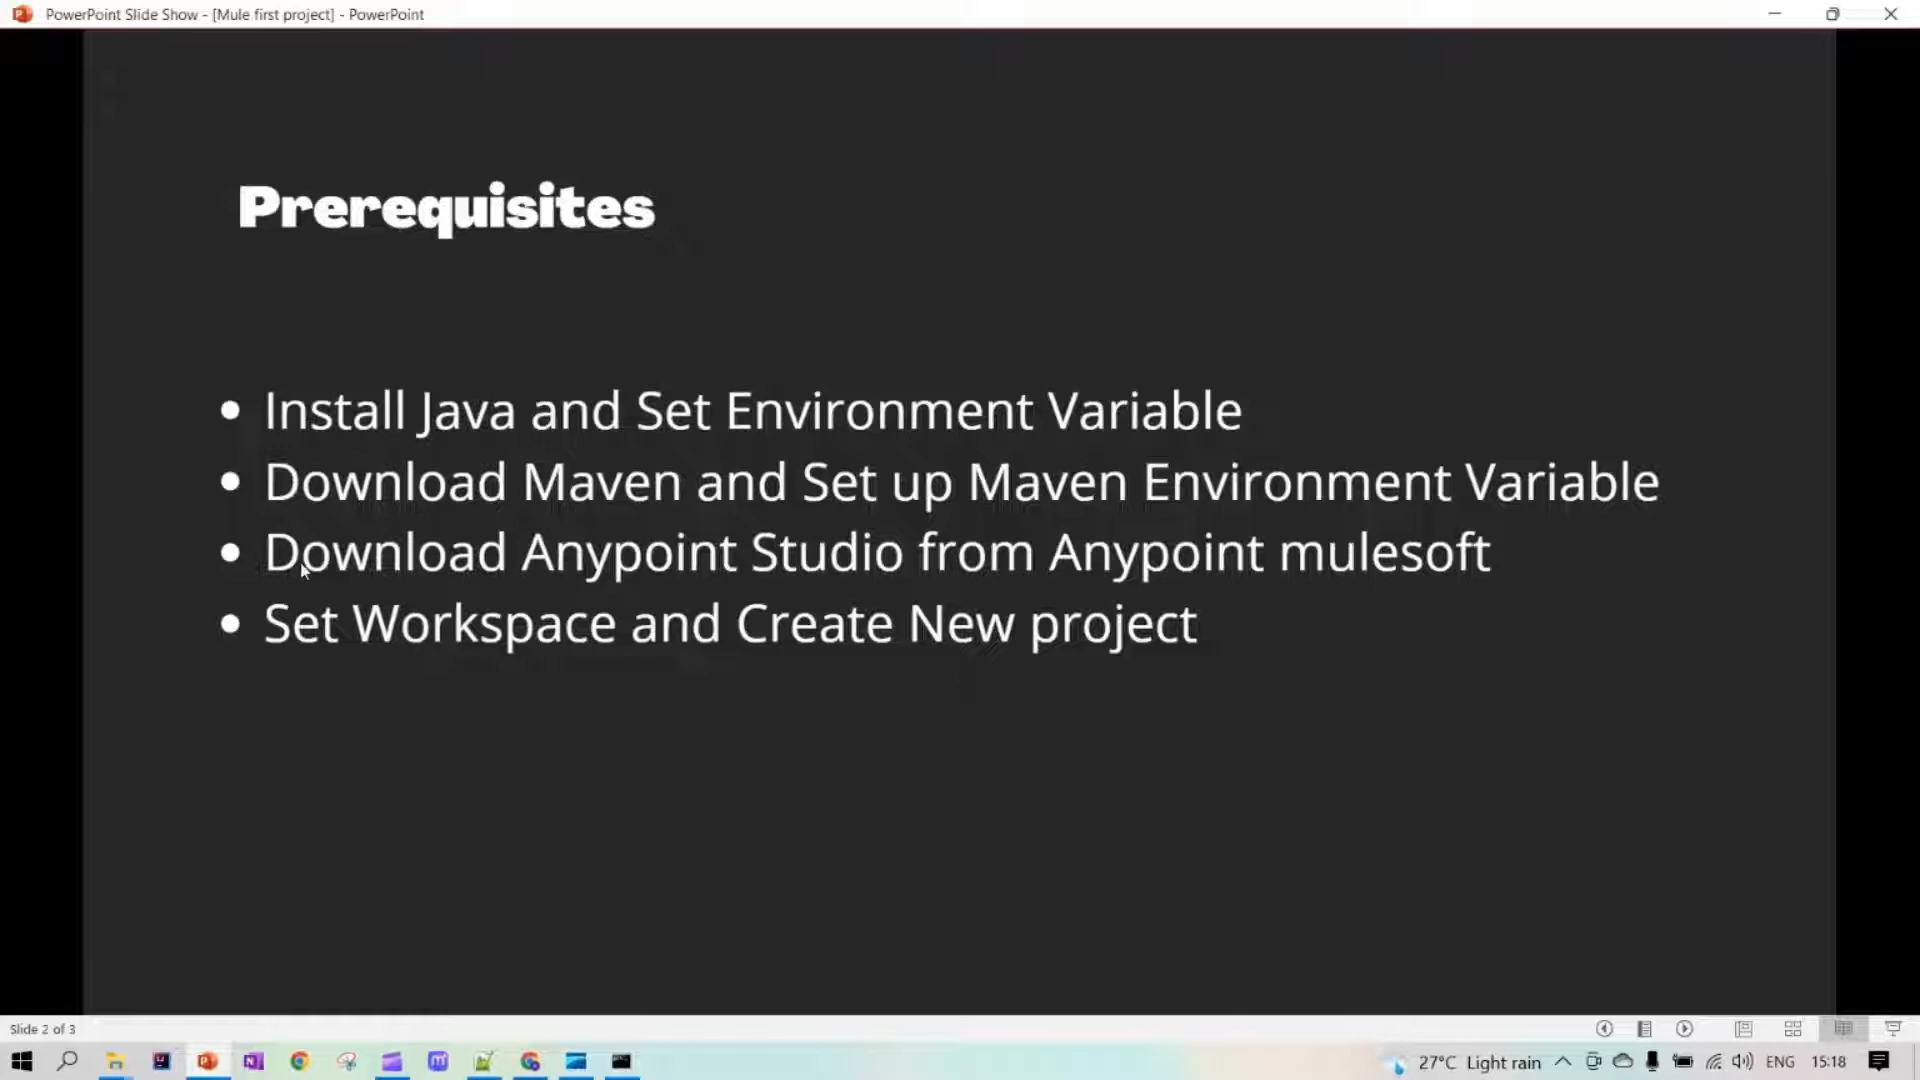 PowerPoint Slide Show - [Mule first project] - PowerPoint
Prerequisites
• Install Java and Set Environment Variable
• Download Maven and Set up Maven Environment Variable
• Download Anypoint Studio from Anypoint mulesoft
• Set Workspace and Create New project
Slide 2 of 3
27°C Light rain ENG 15:18